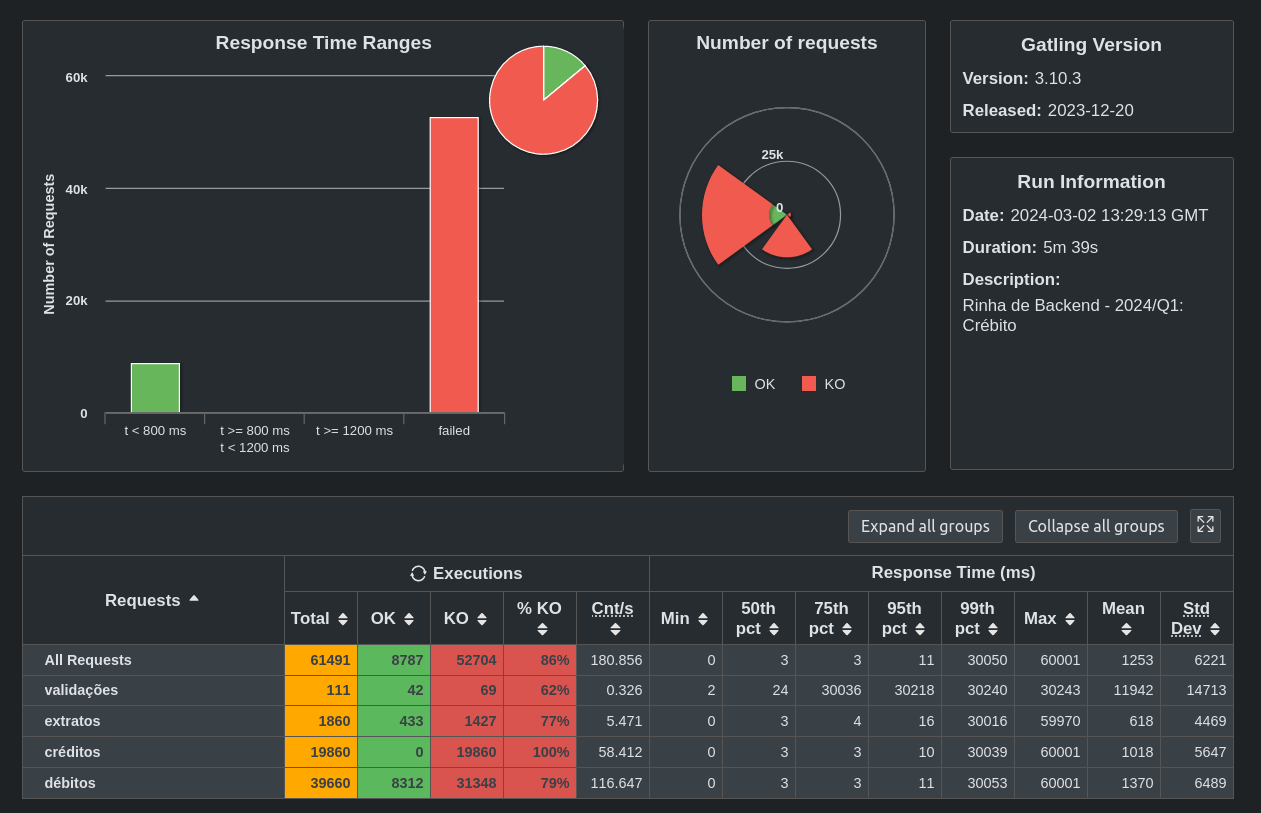 Response Time Ranges
60k
40k
20k
0
Number of Requests
t < 800 ms
t >= 800 ms
t < 1200 ms
t >= 1200 ms
failed
Number of requests
25k
0
OK
KO
Gatling Version
Version: 3.10.3
Released: 2023-12-20
Run Information
Date: 2024-03-02 13:29:13 GMT
Duration: 5m 39s
Description:
Rinha de Backend - 2024/Q1:
Crébito
Expand all groups Collapse all groups
Requests Executions Response Time (ms)
Total OK KO % KO Cnt/s Min 50th pct 75th pct 95th pct 99th pct Max Mean Std Dev
All Requests 61491 8787 52704 86% 180.856 0 3 3 11 30050 60001 1253 6221
validações 111 42 69 62% 0.326 2 24 30036 30218 30240 30243 11942 14713
extratos 1860 433 1427 77% 5.471 0 3 4 16 30016 59970 618 4469
créditos 19860 0 19860 100% 58.412 0 3 3 10 30039 60001 1018 5647
débitos 39660 8312 31348 79% 116.647 0 3 3 11 30053 60001 1370 6489